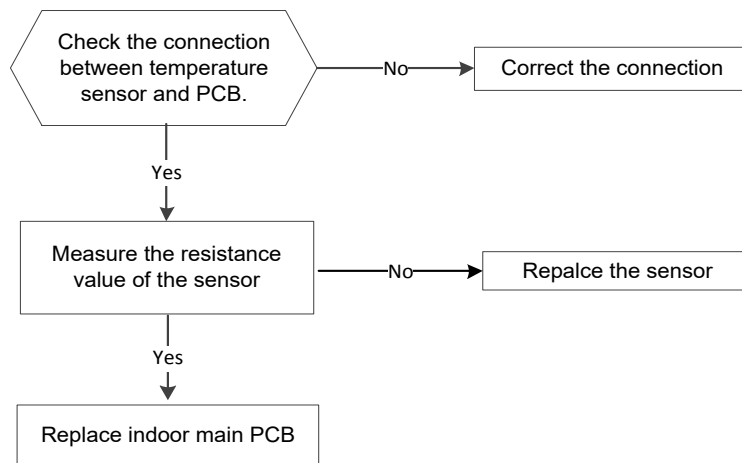 Check the connection
between temperature
sensor and PCB.
No
Correct the connection
Yes
Measure the resistance
value of the sensor
No
Repalce the sensor
Yes
Replace indoor main PCB